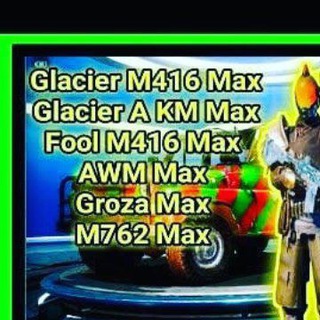 Glacier M416 Max
Glacier A KM Max
Fool M416 Max
AWM Max
Groza Max
M762 Max